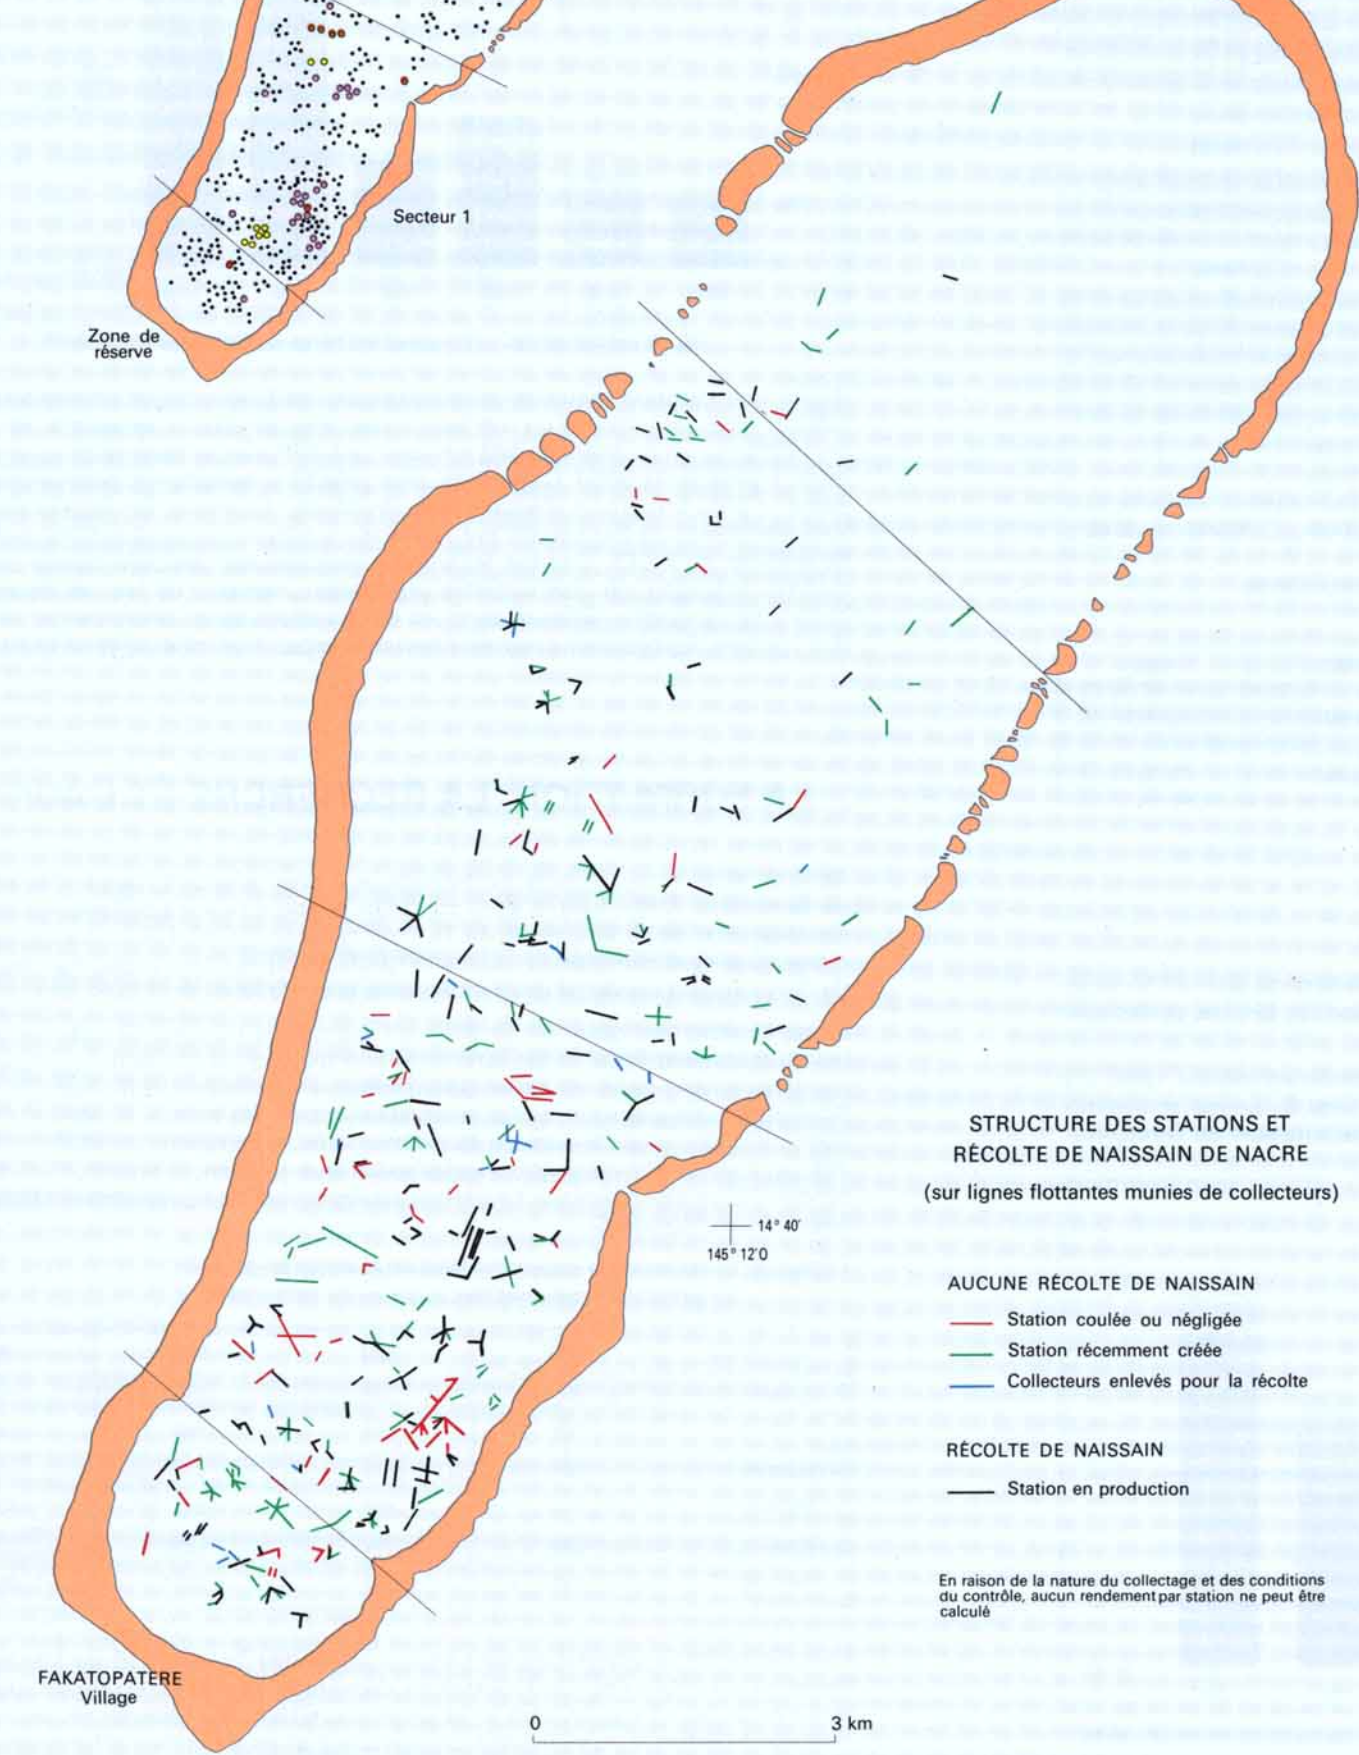 Secteur 1
Zone de
réserve
STRUCTURE DES STATIONS ET
RÉCOLTE DE NAISSAIN DE NACRE
(sur lignes flottantes munies de collecteurs)
14° 40'
145° 12'0
AUCUNE RÉCOLTE DE NAISSAIN
Station coulée ou négligée
Station récemment créée
Collecteurs enlevés pour la récolte
RÉCOLTE DE NAISSAIN
Station en production
En raison de la nature du collectage et des conditions
du contrôle, aucun rendement par station ne peut être
calculé
FAKATOPATERE
Village
0 3 km